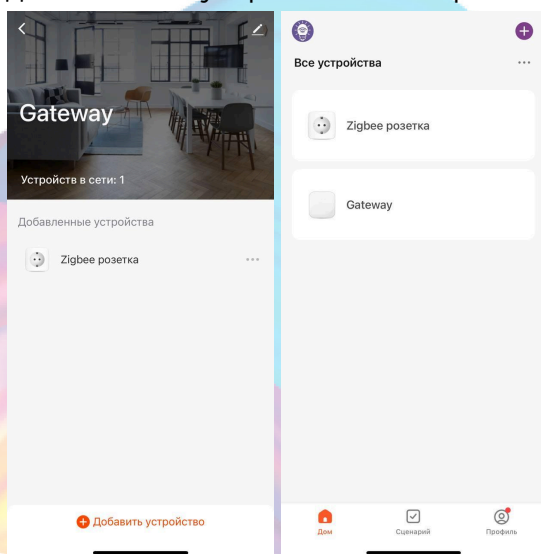 Gateway
Устройств в сети: 1
Добавленные устройства
Zigbee розетка
Добавить устройство
Все устройства
Zigbee розетка
Gateway
Дом
Сценарий
Профиль